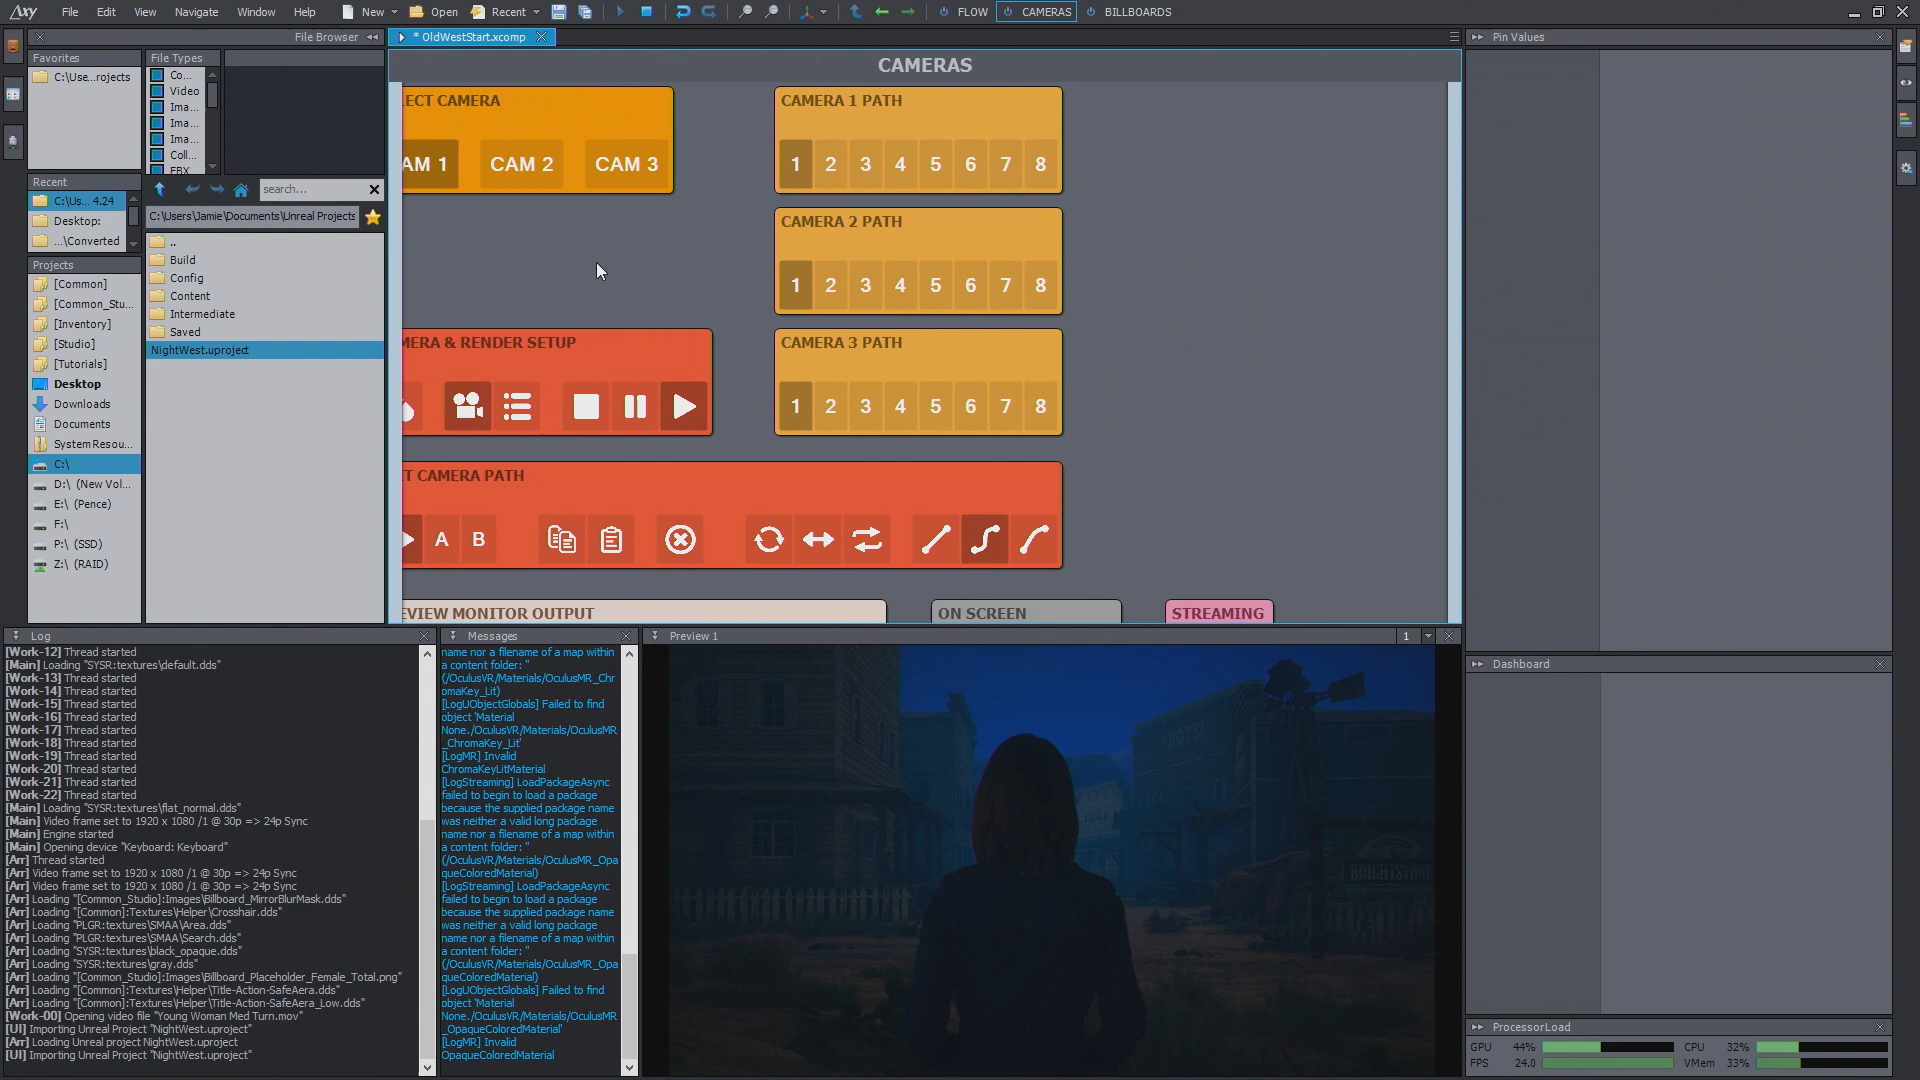 Axy
File
Edit
View
Navigate
Window
Help
New
Open
Recent
FLOW
CAMERAS
BILLBOARDS
File Browser
* OldWestStart.xcomp
Pin Values
Favorites
C:\Use...rojects
File Types
Co...
Video
Ima...
Ima...
Ima...
Coll...
FBX
Recent
C:\Us... 4.24
Desktop:
...\Converted
search...
C:\Users\Jamie\Documents\Unreal Projects
..
Build
Config
Content
Intermediate
Saved
NightWest.uproject
Projects
[Common]
[Common_Stu...
[Inventory]
[Studio]
[Tutorials]
Desktop
Downloads
Documents
SystemResou...
C:\
D:\ (New Vol...
E:\ (Pence)
F:\
P:\ (SSD)
Z:\ (RAID)
CAMERAS
LECT CAMERA
AM 1
CAM 2
CAM 3
CAMERA 1 PATH
1 2 3 4 5 6 7 8
CAMERA 2 PATH
1 2 3 4 5 6 7 8
MERA & RENDER SETUP
CAMERA 3 PATH
1 2 3 4 5 6 7 8
T CAMERA PATH
A B
EVIEW MONITOR OUTPUT
ON SCREEN
STREAMING
Log
[Work-12] Thread started
[Main] Loading "SYSR:textures\default.dds"
[Work-13] Thread started
[Work-14] Thread started
[Work-15] Thread started
[Work-16] Thread started
[Work-17] Thread started
[Work-18] Thread started
[Work-19] Thread started
[Work-20] Thread started
[Work-21] Thread started
[Work-22] Thread started
[Main] Loading "SYSR:textures\flat_normal.dds"
[Main] Video frame set to 1920 x 1080 /1 @ 30p => 24p Sync
[Main] Engine started
[Main] Opening device "Keyboard: Keyboard"
[Arr] Thread started
[Arr] Video frame set to 1920 x 1080 /1 @ 30p => 24p Sync
[Arr] Video frame set to 1920 x 1080 /1 @ 30p => 24p Sync
[Arr] Loading "[Common_Studio]:Images\Billboard_MirrorBlurMask.dds"
[Arr] Loading "[Common]:Textures\Helper\Crosshair.dds"
[Arr] Loading "PLGR:textures\SMAA\Area.dds"
[Arr] Loading "PLGR:textures\SMAA\Search.dds"
[Arr] Loading "SYSR:textures\black_opaque.dds"
[Arr] Loading "SYSR:textures\gray.dds"
[Arr] Loading "[Common_Studio]:Images\Billboard_Placeholder_Female_Total.png"
[Arr] Loading "[Common]:Textures\Helper\Title-Action-SafeAera.dds"
[Arr] Loading "[Common]:Textures\Helper\Title-Action-SafeAera_Low.dds"
[Work-00] Opening video file "Young Woman Med Turn.mov"
[UI] Importing Unreal Project "NightWest.uproject"
[Arr] Loading Unreal project NightWest.uproject
[UI] Importing Unreal Project "NightWest.uproject"
Messages
name nor a filename of a map within
a content folder: "
(/OculusVR/Materials/OculusMR_Chr
omaKey_Lit)
[LogUObjectGlobals] Failed to find
object 'Material
None./OculusVR/Materials/OculusMR
_ChromaKey_Lit'
[LogMR] Invalid
ChromaKeyLitMaterial
[LogStreaming] LoadPackageAsync
failed to begin to load a package
because the supplied package name
was neither a valid long package
name nor a filename of a map within
a content folder: "
(/OculusVR/Materials/OculusMR_Opa
queColoredMaterial)
[LogStreaming] LoadPackageAsync
failed to begin to load a package
because the supplied package name
was neither a valid long package
name nor a filename of a map within
a content folder: "
(/OculusVR/Materials/OculusMR_Opa
queColoredMaterial)
[LogUObjectGlobals] Failed to find
object 'Material
None./OculusVR/Materials/OculusMR
_OpaqueColoredMaterial'
[LogMR] Invalid
OpaqueColoredMaterial
Preview 1
1
HOTEL
BRIGHTSTONE
Dashboard
ProcessorLoad
GPU 44%
CPU 32%
FPS 24.0
VMem 33%